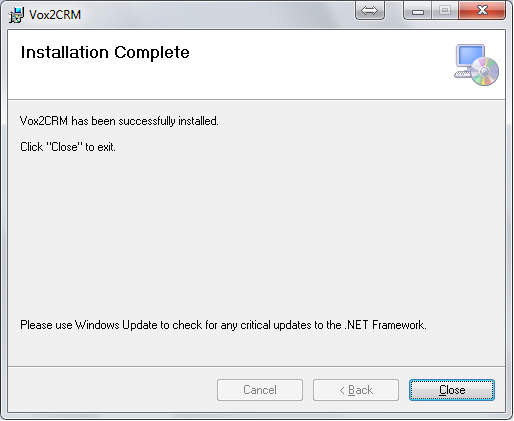 Vox2CRM
Installation Complete
Vox2CRM has been successfully installed.
Click "Close" to exit.
Please use Windows Update to check for any critical updates to the .NET Framework.
Cancel
< Back
Close